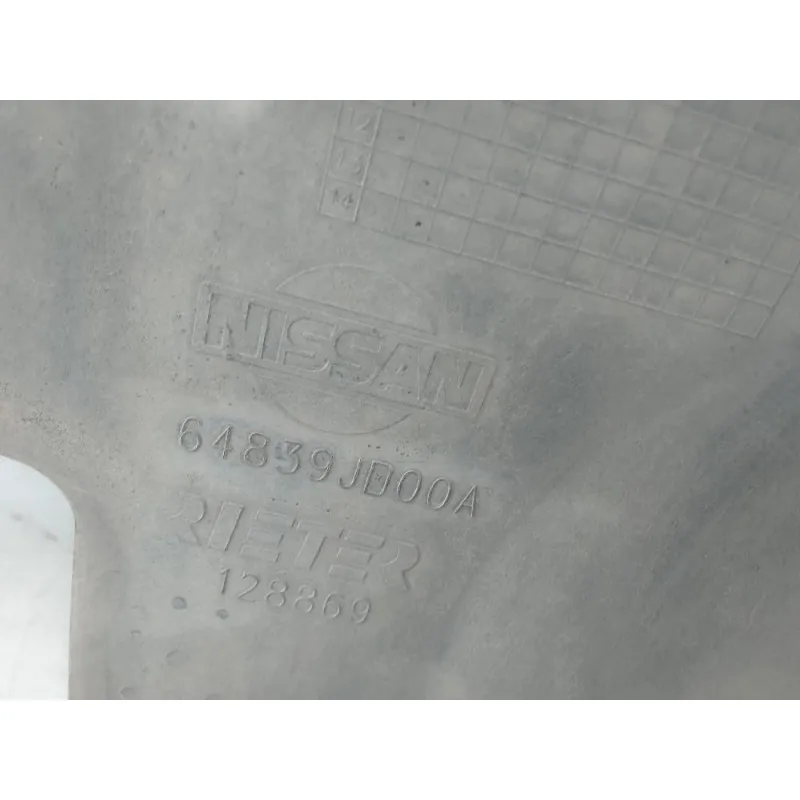 12
13
14
NISSAN
64839JD00A
RIETER
128869